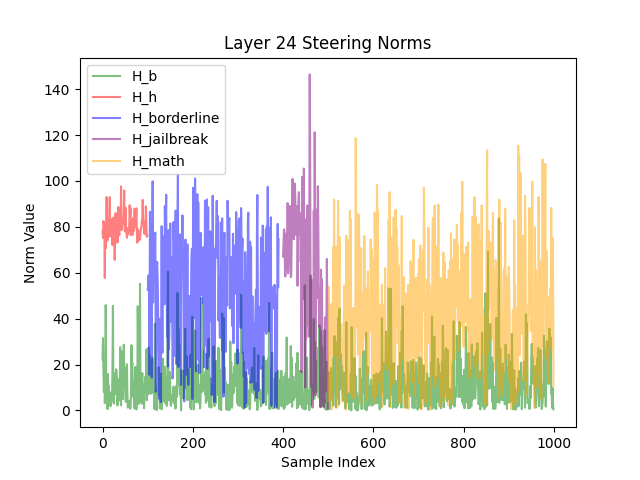 Layer 24 Steering Norms
H_b
H_h
H_borderline
H_jailbreak
H_math
Norm Value
140
120
100
80
60
40
20
0
0 200 400 600 800 1000
Sample Index